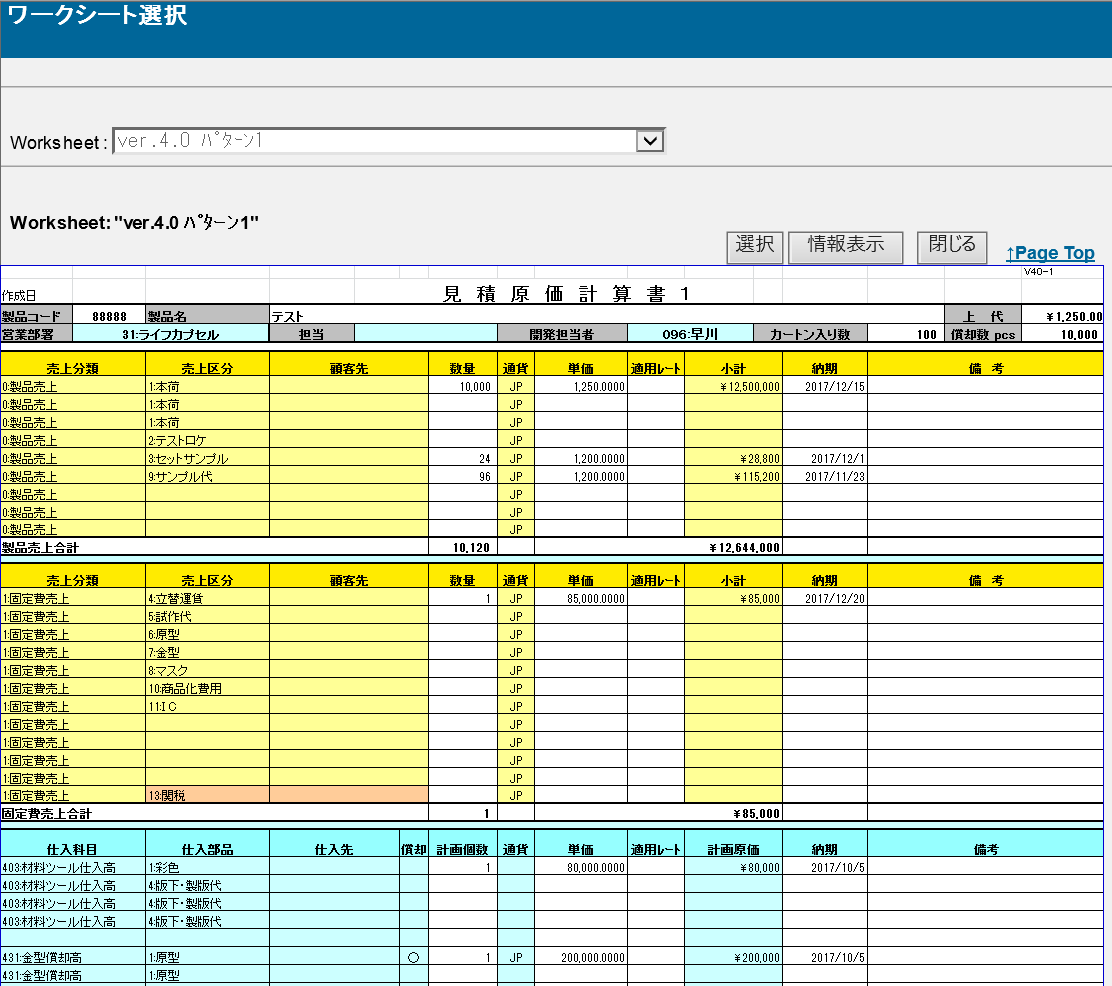 ワークシート選択
Worksheet : ver.4.0 ﾊﾟﾀｰﾝ1
Worksheet: "ver.4.0 ﾊﾟﾀｰﾝ1"
選択 情報表示 閉じる ↑Page Top
V40-1
作成日 見 積 原 価 計 算 書 1
製品コード 88888 製品名 テスト 上 代 ¥1,250.00
営業部署 31:ライフカプセル 担当 開発担当者 096:早川 カートン入り数 100 償却数 pcs 10,000
売上分類 売上区分 顧客先 数量 通貨 単価 適用レート 小計 納期 備 考
0:製品売上 1:本荷 10,000 JP 1,250.0000 ¥12,500,000 2017/12/15
0:製品売上 1:本荷 JP
0:製品売上 1:本荷 JP
0:製品売上 2:テストロケ JP
0:製品売上 3:セットサンプル 24 JP 1,200.0000 ¥28,800 2017/12/1
0:製品売上 9:サンプル代 96 JP 1,200.0000 ¥115,200 2017/11/23
0:製品売上 JP
0:製品売上 JP
0:製品売上 JP
製品売上合計 10,120 ¥12,644,000
売上分類 売上区分 顧客先 数量 通貨 単価 適用レート 小計 納期 備 考
1:固定費売上 4:立替運賃 1 JP 85,000.0000 ¥85,000 2017/12/20
1:固定費売上 5:試作代 JP
1:固定費売上 6:原型 JP
1:固定費売上 7:金型 JP
1:固定費売上 8:マスク JP
1:固定費売上 10:商品化費用 JP
1:固定費売上 11:ＩＣ JP
1:固定費売上 JP
1:固定費売上 JP
1:固定費売上 JP
1:固定費売上 JP
1:固定費売上 13:関税 JP
固定費売上合計 1 ¥85,000
仕入科目 仕入部品 仕入先 償却 計画個数 通貨 単価 適用レート 計画原価 納期 備考
403:材料ツール仕入高 1:彩色 1 80,000.0000 ¥80,000 2017/10/5
403:材料ツール仕入高 4:版下・製版代
403:材料ツール仕入高 4:版下・製版代
403:材料ツール仕入高 4:版下・製版代
431:金型償却高 1:原型 ○ 1 JP 200,000.0000 ¥200,000 2017/10/5
431:金型償却高 1:原型